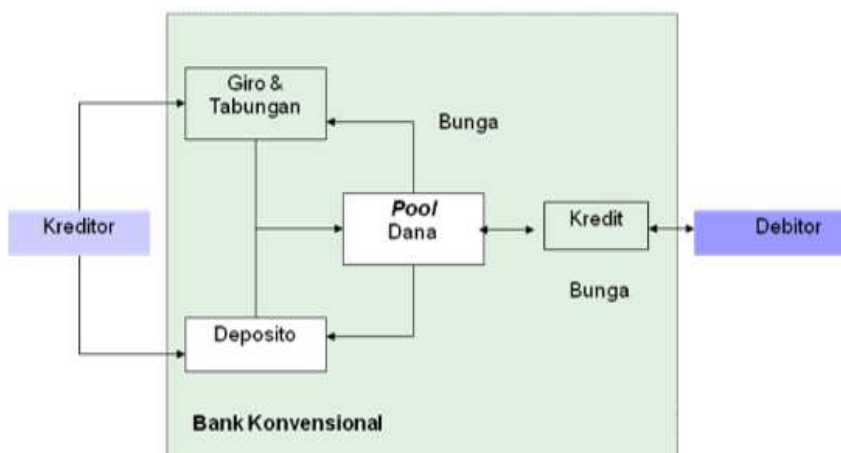 Giro &
Tabungan
Bunga
Kreditor
Pool
Dana
Kredit
Debitor
Bunga
Deposito
Bank Konvensional